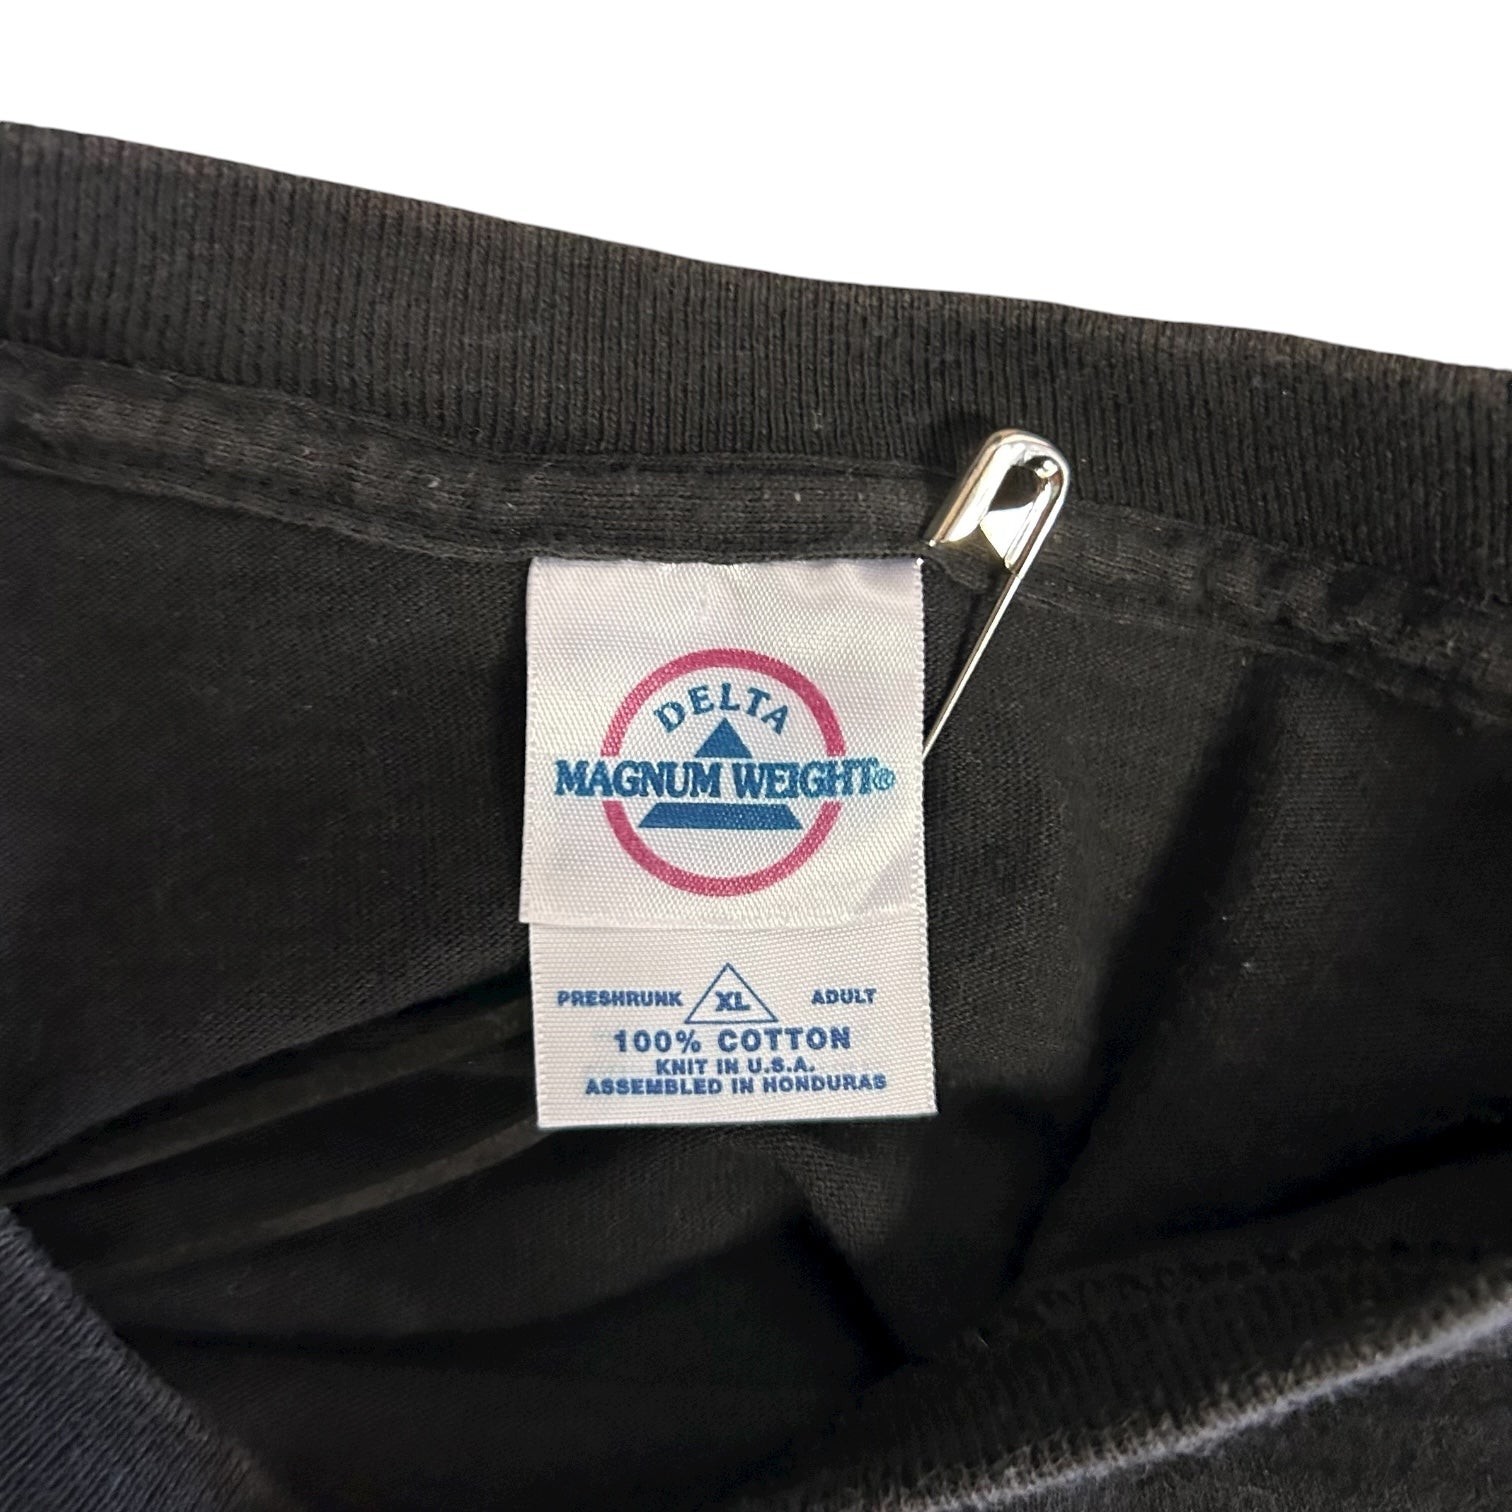 DELTA
MAGNUM WEIGHT®
PRESHRUNK XL ADULT
100% COTTON
KNIT IN U.S.A.
ASSEMBLED IN HONDURAS